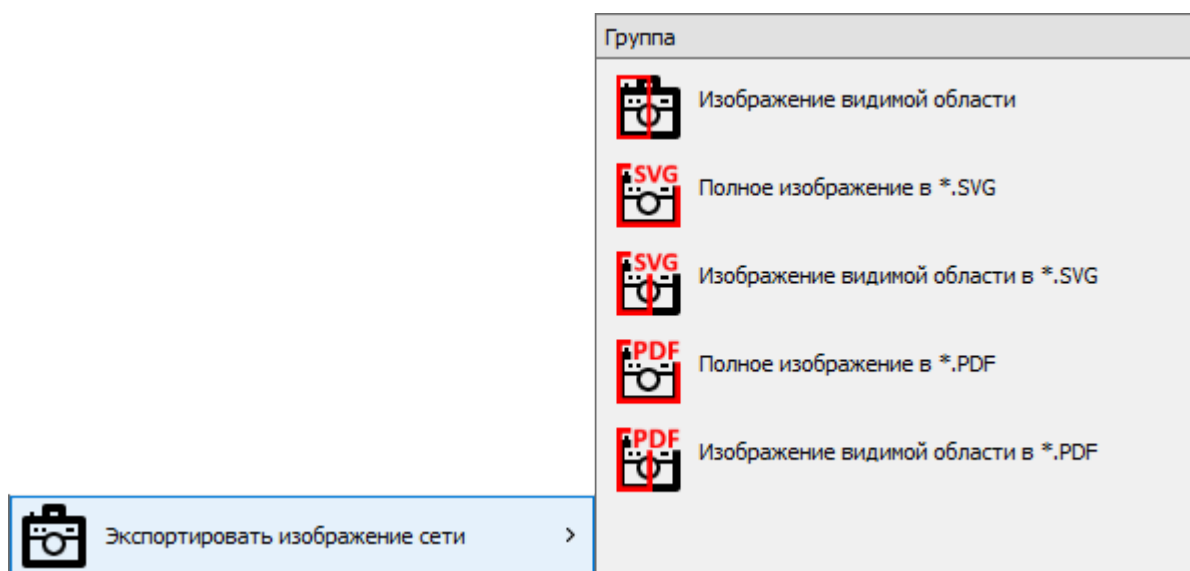 Группа
Изображение видимой области
SVG
Полное изображение в *.SVG
SVG
Изображение видимой области в *.SVG
PDF
Полное изображение в *.PDF
PDF
Изображение видимой области в *.PDF
Экспортировать изображение сети >